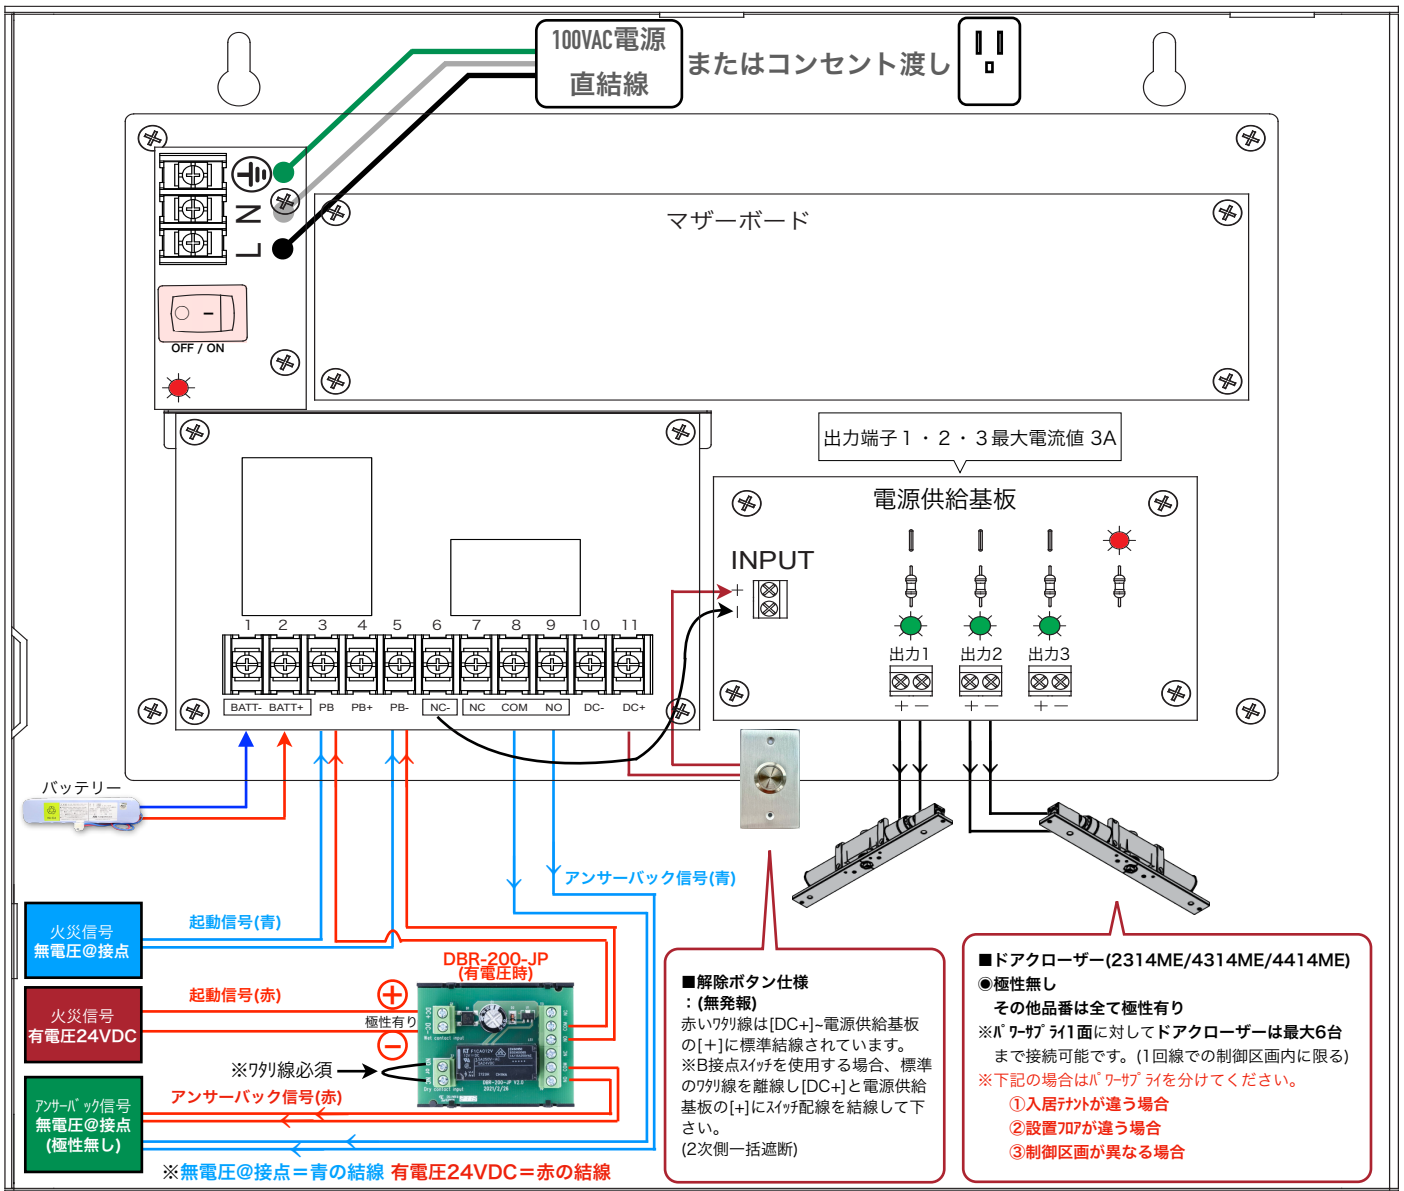 100VAC電源
直結線
またはコンセント渡し
N
L
マザーボード
OFF / ON
出力端子1・2・3最大電流値 3A
電源供給基板
INPUT
+
−
出力1
出力2
出力3
+ −
+ −
+ −
1 2 3 4 5 6 7 8 9 10 11
BATT- BATT+ PB PB+ PB- NC- NC COM NO DC- DC+
バッテリー
アンサーバック信号(青)
火災信号
無電圧@接点
起動信号(青)
火災信号
有電圧24VDC
起動信号(赤)
極性有り
DBR-200-JP
(有電圧時)
※ワタリ線必須
アンサーバック信号(赤)
アンサーバック信号
無電圧@接点
(極性無し)
※無電圧@接点＝青の結線 有電圧24VDC＝赤の結線
■解除ボタン仕様
：(無発報)
赤いワタリ線は[DC+]~電源供給基板
の[+]に標準結線されています。
※B接点スイッチを使用する場合、標準
のワタリ線を離線し[DC+]と電源供給
基板の[+]にスイッチ配線を結線して下
さい。
(2次側一括遮断)
■ドアクローザー(2314ME/4314ME/4414ME)
◉極性無し
その他品番は全て極性有り
※パワーサプライ1面に対してドアクローザーは最大6台
まで接続可能です。(1回線での制御区画内に限る)
※下記の場合はパワーサプライを分けてください。
①入居テナントが違う場合
②設置フロアが違う場合
③制御区画が異なる場合